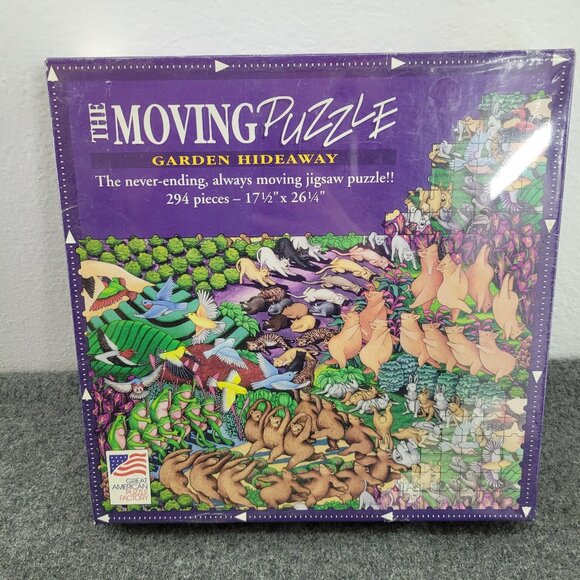 THE MOVING PUZZLE
GARDEN HIDEAWAY
The never-ending, always moving jigsaw puzzle!!
294 pieces – 17½" x 26¼"
GREAT
AMERICAN
PUZZLE
FACTORY